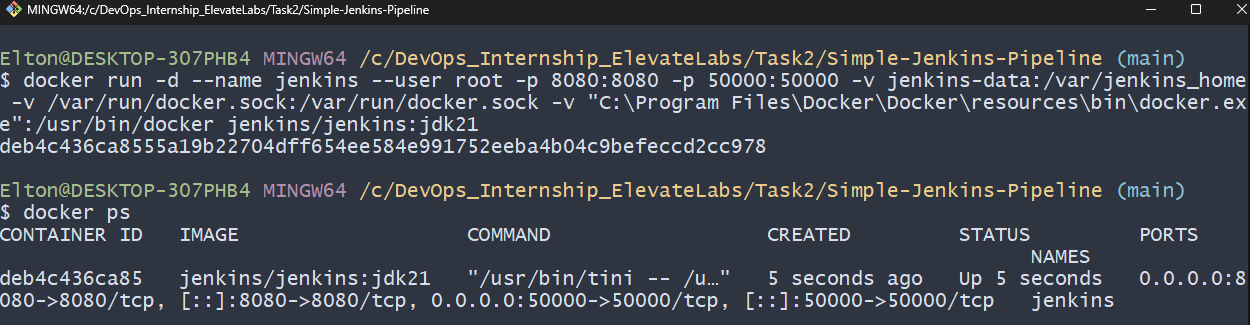 MINGW64:/c/DevOps_Internship_ElevateLabs/Task2/Simple-Jenkins-Pipeline
Elton@DESKTOP-307PHB4 MINGW64 /c/DevOps_Internship_ElevateLabs/Task2/Simple-Jenkins-Pipeline (main)
$ docker run -d --name jenkins --user root -p 8080:8080 -p 50000:50000 -v jenkins-data:/var/jenkins_home
-v /var/run/docker.sock:/var/run/docker.sock -v "C:\Program Files\Docker\Docker\resources\bin\docker.ex
e":/usr/bin/docker jenkins/jenkins:jdk21
deb4c436ca8555a19b22704dff654ee584e991752eeba4b04c9befeccd2cc978
Elton@DESKTOP-307PHB4 MINGW64 /c/DevOps_Internship_ElevateLabs/Task2/Simple-Jenkins-Pipeline (main)
$ docker ps
CONTAINER ID   IMAGE                   COMMAND                  CREATED         STATUS         PORTS
NAMES
deb4c436ca85   jenkins/jenkins:jdk21   "/usr/bin/tini -- /u…"   5 seconds ago   Up 5 seconds   0.0.0.0:8
080->8080/tcp, [::]:8080->8080/tcp, 0.0.0.0:50000->50000/tcp, [::]:50000->50000/tcp   jenkins